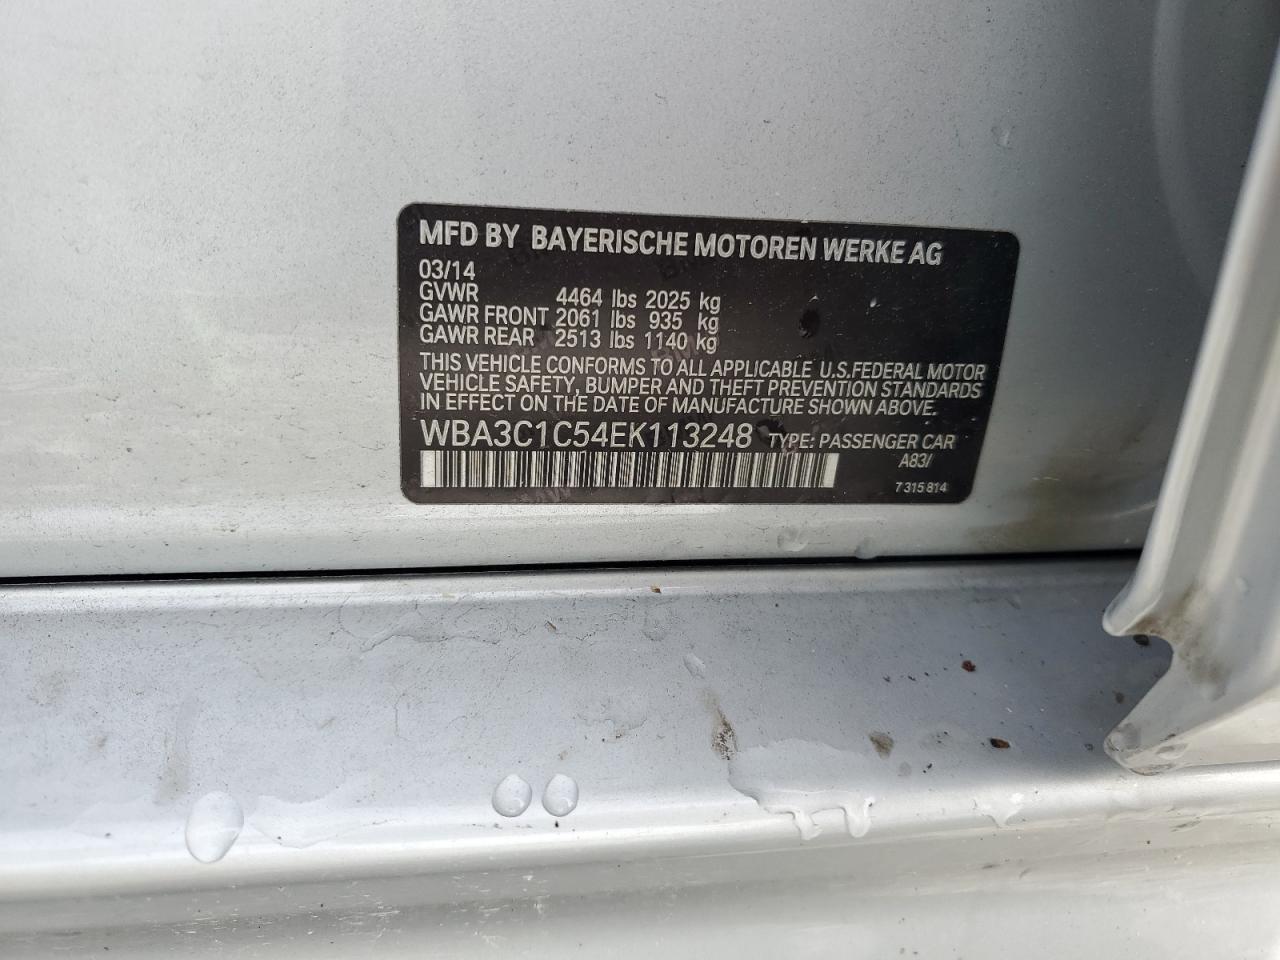 MFD BY BAYERISCHE MOTOREN WERKE AG
03/14
GVWR 4464 lbs 2025 kg
GAWR FRONT 2061 lbs 935 kg
GAWR REAR 2513 lbs 1140 kg
THIS VEHICLE CONFORMS TO ALL APPLICABLE U.S.FEDERAL MOTOR
VEHICLE SAFETY, BUMPER AND THEFT PREVENTION STANDARDS
IN EFFECT ON THE DATE OF MANUFACTURE SHOWN ABOVE.
WBA3C1C54EK113248 TYPE: PASSENGER CAR
A83/
7 315 814